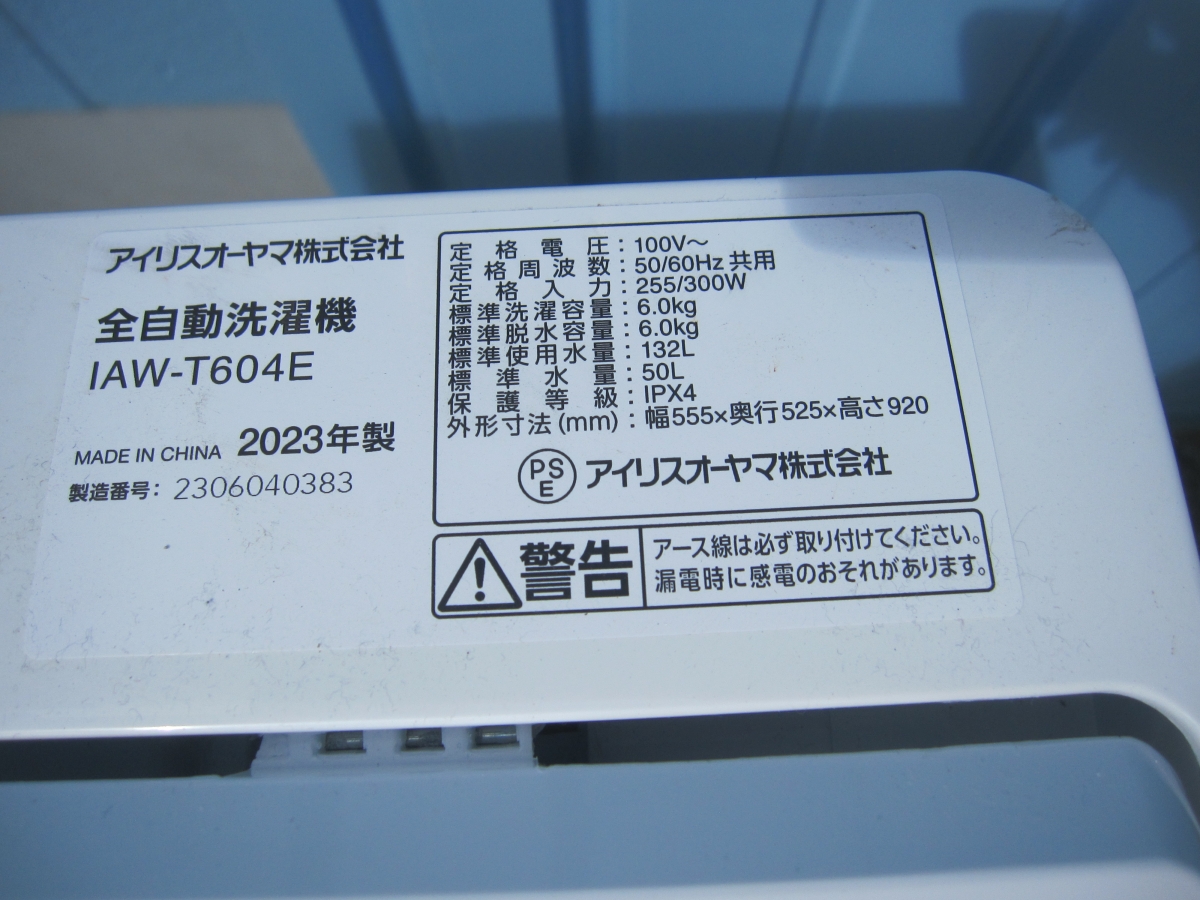 アイリスオーヤマ株式会社
全自動洗濯機
IAW-T604E
MADE IN CHINA 2023年製
製造番号: 2306040383
定格電圧: 100V～
定格周波数: 50/60Hz 共用
定格入力: 255/300W
標準洗濯容量: 6.0kg
標準脱水容量: 6.0kg
標準使用水量: 132L
標準水量: 50L
保護等級: IPX4
外形寸法(mm): 幅555×奥行525×高さ920
PSE アイリスオーヤマ株式会社
警告
アース線は必ず取り付けてください。
漏電時に感電のおそれがあります。